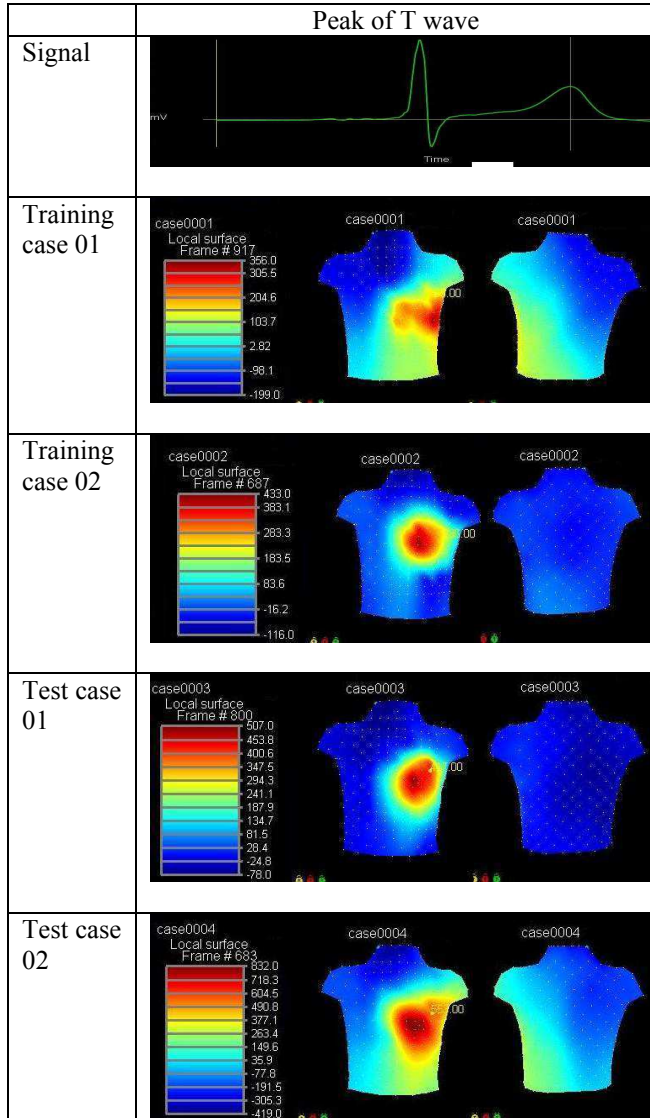 Peak of T wave
Signal
mV
Time
Training
case 01
case0001
Local surface
Frame # 917
356.0
305.5
204.6
103.7
2.82
-98.1
-199.0
case0001
.00
case0001
Training
case 02
case0002
Local surface
Frame # 687
433.0
383.1
283.3
183.5
83.6
-16.2
-116.0
case0002
.00
case0002
Test case
01
case0003
Local surface
Frame # 800
507.0
453.8
400.6
347.5
294.3
241.1
187.9
134.7
81.5
28.4
-24.8
-78.0
case0003
.00
case0003
Test case
02
case0004
Local surface
Frame # 683
832.0
718.3
604.5
490.8
377.1
263.4
149.6
35.9
-77.8
-191.5
-305.3
-419.0
case0004
.00
case0004